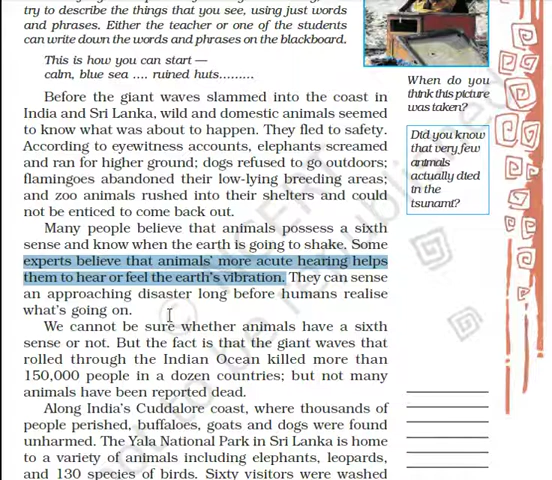 try to describe the things that you see, using just words
and phrases. Either the teacher or one of the students
can write down the words and phrases on the blackboard.
This is how you can start —
calm, blue sea .... ruined huts.........
Before the giant waves slammed into the coast in
India and Sri Lanka, wild and domestic animals seemed
to know what was about to happen. They fled to safety.
According to eyewitness accounts, elephants screamed
and ran for higher ground; dogs refused to go outdoors;
flamingoes abandoned their low-lying breeding areas;
and zoo animals rushed into their shelters and could
not be enticed to come back out.
Many people believe that animals possess a sixth
sense and know when the earth is going to shake. Some
experts believe that animals' more acute hearing helps
them to hear or feel the earth's vibration. They can sense
an approaching disaster long before humans realise
what's going on.
We cannot be sure whether animals have a sixth
sense or not. But the fact is that the giant waves that
rolled through the Indian Ocean killed more than
150,000 people in a dozen countries; but not many
animals have been reported dead.
Along India's Cuddalore coast, where thousands of
people perished, buffaloes, goats and dogs were found
unharmed. The Yala National Park in Sri Lanka is home
to a variety of animals including elephants, leopards,
and 130 species of birds. Sixty visitors were washed
When do you
think this picture
was taken?
Did you know
that very few
animals
actually died
in the
tsunami?
© NCERT